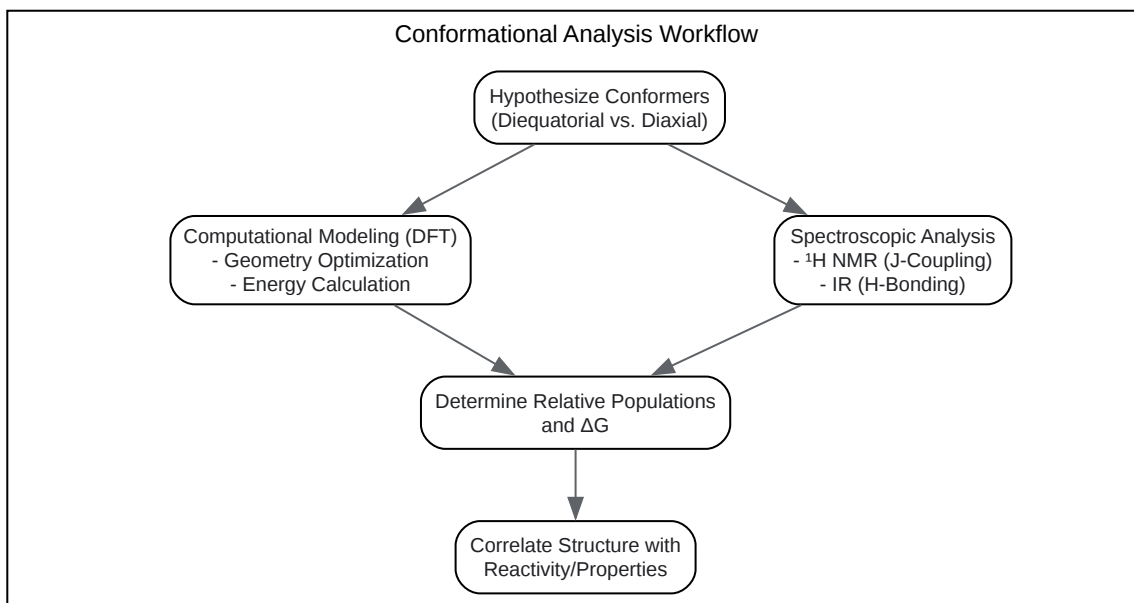 Conformational Analysis Workflow
Hypothesize Conformers
(Diequatorial vs. Diaxial)
Computational Modeling (DFT)
- Geometry Optimization
- Energy Calculation
Spectroscopic Analysis
- ¹H NMR (J-Coupling)
- IR (H-Bonding)
Determine Relative Populations
and ΔG
Correlate Structure with
Reactivity/Properties